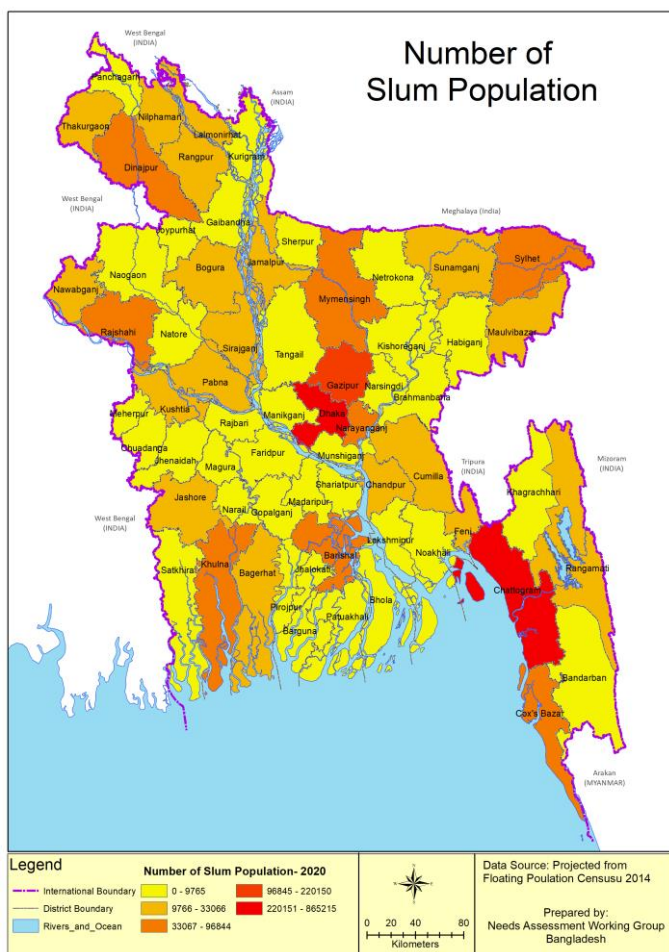 Number of
Slum Population
West Bengal
(INDIA)
Assam
(INDIA)
Panchagarh
Nilphamari
Thakurgaon
Lalmonirhat
Rangpur
Kurigram
Dinajpur
West Bengal
(INDIA)
Meghalaya (India)
Gaibandha
Joypurhat
Sherpur
Sylhet
Sunamganj
Netrokona
Bogura
Jamalpur
Naogaon
Nawabganj
Mymensingh
Maulvibazar
Rajshahi
Natore
Sirajganj
Tangail
Kishoreganj
Habiganj
Pabna
Gazipur
Narsingdi
Brahmanbaria
Meherpur
Kushtia
Manikganj
Dhaka
Narayanganj
Rajbari
Chuadanga
Jhenaidah
Faridpur
Munshiganj
Magura
Shariatpur
Chandpur
Cumilla
Tripura
(INDIA)
Mizoram
(INDIA)
Khagrachhari
Madaripur
Jashore
Narail
Gopalganj
West Bengal
(INDIA)
Lakshmipur
Noakhali
Feni
Barishal
Rangamati
Khulna
Satkhira
Bagerhat
Jhalokati
Chattogram
Pirojpur
Patuakhali
Bhola
Barguna
Bandarban
Cox's Bazar
Arakan
(MYANMAR)
Legend
International Boundary
District Boundary
Rivers_and_Ocean
Number of Slum Population- 2020
0 - 9765
9766 - 33066
33067 - 96844
96845 - 220150
220151 - 865215
0 20 40 80
Kilometers
Data Source: Projected from
Floating Poulation Censusu 2014
Prepared by:
Needs Assessment Working Group
Bangladesh